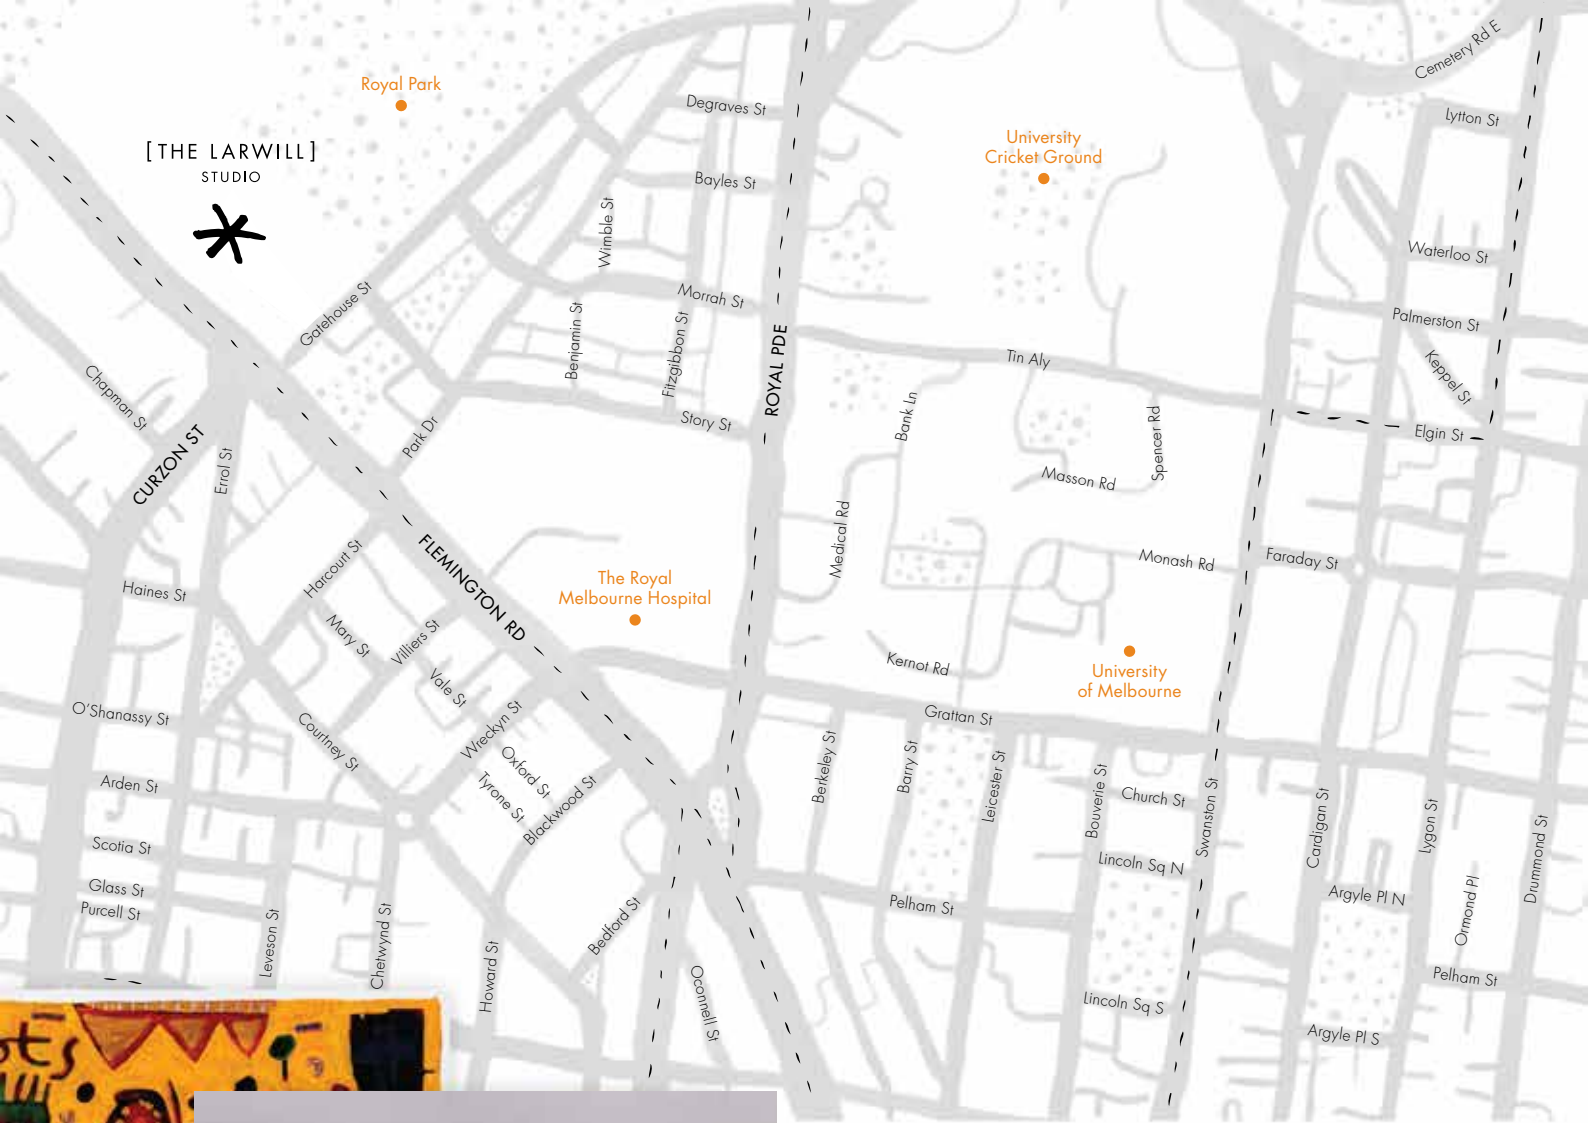 Cemetery Rd E
Royal Park
Degraves St
Lytton St
[THE LARWILL]
STUDIO
University
Cricket Ground
Bayles St
Wimble St
Waterloo St
Gatehouse St
Morrah St
Benjamin St
Fitzgibbon St
ROYAL PDE
Palmerston St
Tin Aly
Keppel St
Chapman St
Park Dr
Story St
Bank Ln
Spencer Rd
Elgin St
CURZON ST
Errol St
Masson Rd
Medical Rd
FLEMINGTON RD
Harcourt St
Monash Rd
Faraday St
Haines St
The Royal
Melbourne Hospital
Mary St
Villiers St
Vale St
Kernot Rd
University
of Melbourne
O'Shanassy St
Courtney St
Wreckyn St
Grattan St
Arden St
Oxford St
Tyrone St
Blackwood St
Berkeley St
Barry St
Leicester St
Bouverie St
Church St
Swanston St
Cardigan St
Lygon St
Drummond St
Scotia St
Lincoln Sq N
Glass St
Purcell St
Argyle Pl N
Ormond Pl
Pelham St
Leveson St
Chetwynd St
Howard St
Bedford St
Oconnell St
Pelham St
Lincoln Sq S
Argyle Pl S
ots